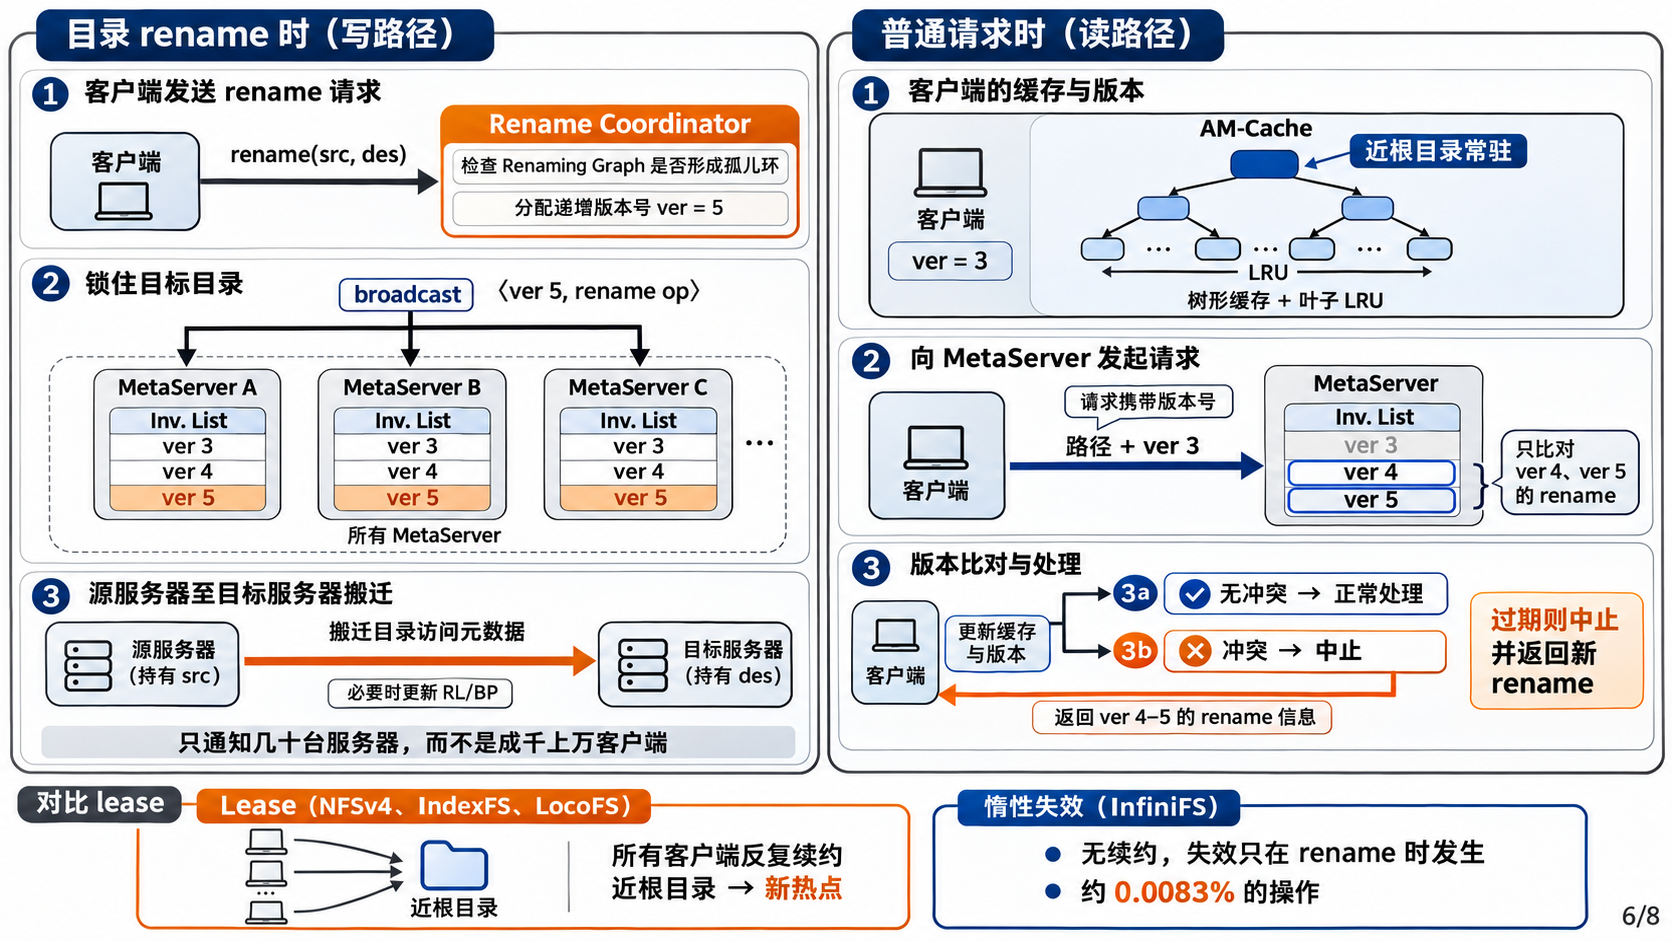 目录 rename 时（写路径）
1 客户端发送 rename 请求
客户端
rename(src, des)
Rename Coordinator
检查 Renaming Graph 是否形成孤儿环
分配递增版本号 ver = 5
2 锁住目标目录
broadcast
〈ver 5, rename op〉
MetaServer A
Inv. List
ver 3
ver 4
ver 5
MetaServer B
Inv. List
ver 3
ver 4
ver 5
MetaServer C
Inv. List
ver 3
ver 4
ver 5
...
所有 MetaServer
3 源服务器至目标服务器搬迁
源服务器
（持有 src）
搬迁目录访问元数据
必要时更新 RL/BP
目标服务器
（持有 des）
只通知几十台服务器，而不是成千上万客户端
普通请求时（读路径）
1 客户端的缓存与版本
客户端
ver = 3
AM-Cache
近根目录常驻
... ... ...
LRU
树形缓存 + 叶子 LRU
2 向 MetaServer 发起请求
客户端
请求携带版本号
路径 + ver 3
MetaServer
Inv. List
ver 3
ver 4
ver 5
只比对
ver 4、ver 5
的 rename
3 版本比对与处理
客户端
更新缓存
与版本
3a 无冲突 → 正常处理
3b 冲突 → 中止
返回 ver 4–5 的 rename 信息
过期则中止
并返回新
rename
对比 lease
Lease（NFSv4、IndexFS、LocoFS）
...
近根目录
所有客户端反复续约
近根目录 → 新热点
惰性失效（InfiniFS）
● 无续约，失效只在 rename 时发生
● 约 0.0083% 的操作
6/8